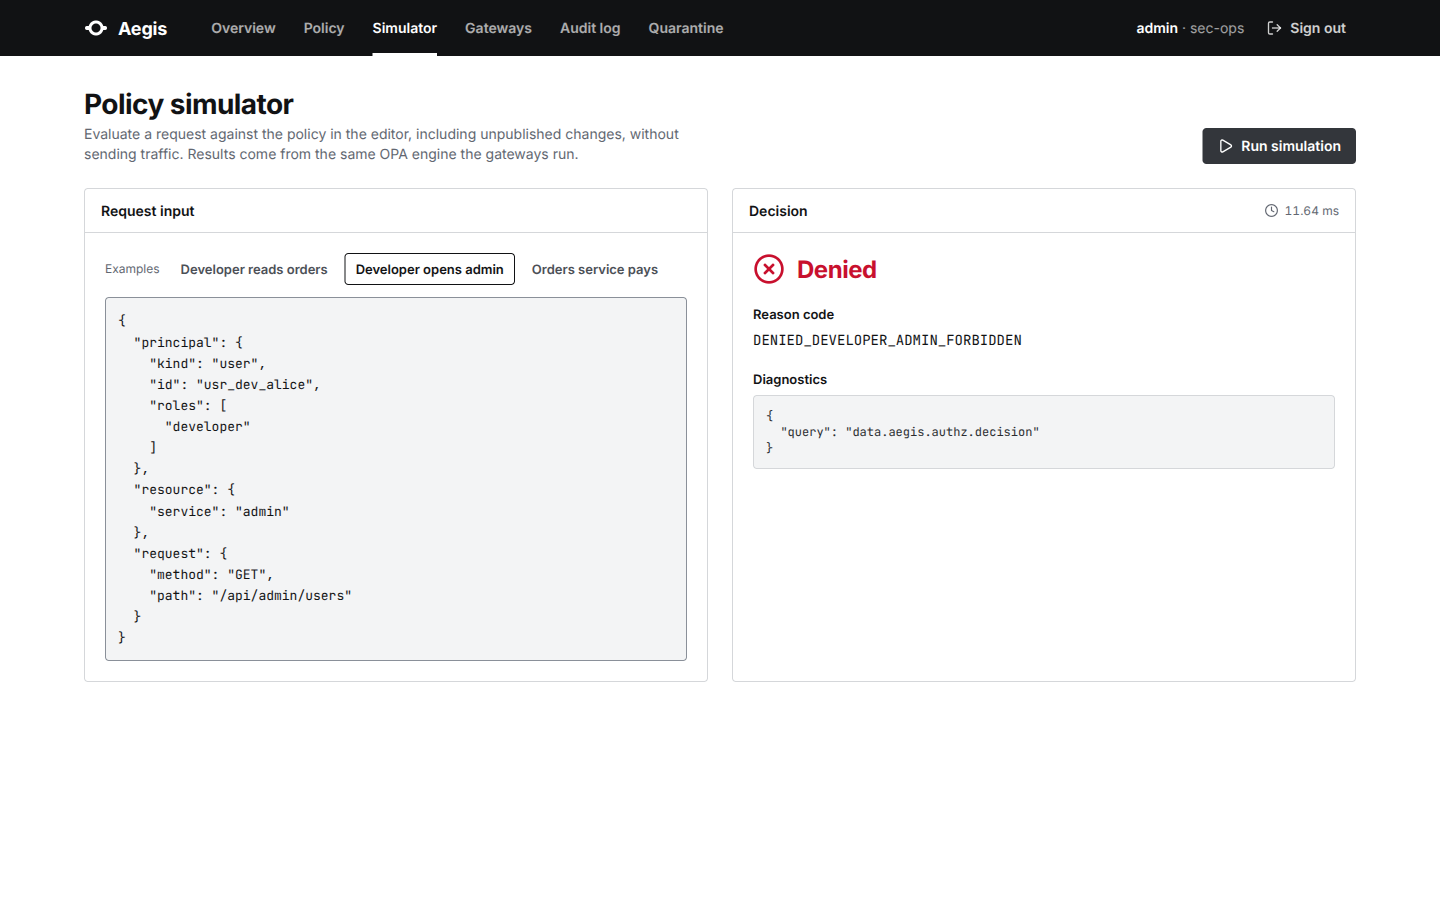 Aegis
Overview
Policy
Simulator
Gateways
Audit log
Quarantine
admin · sec-ops
Sign out
Policy simulator
Evaluate a request against the policy in the editor, including unpublished changes, without
sending traffic. Results come from the same OPA engine the gateways run.
Run simulation
Request input
Examples
Developer reads orders
Developer opens admin
Orders service pays
{
  "principal": {
    "kind": "user",
    "id": "usr_dev_alice",
    "roles": [
      "developer"
    ]
  },
  "resource": {
    "service": "admin"
  },
  "request": {
    "method": "GET",
    "path": "/api/admin/users"
  }
}
Decision
11.64 ms
Denied
Reason code
DENIED_DEVELOPER_ADMIN_FORBIDDEN
Diagnostics
{
  "query": "data.aegis.authz.decision"
}